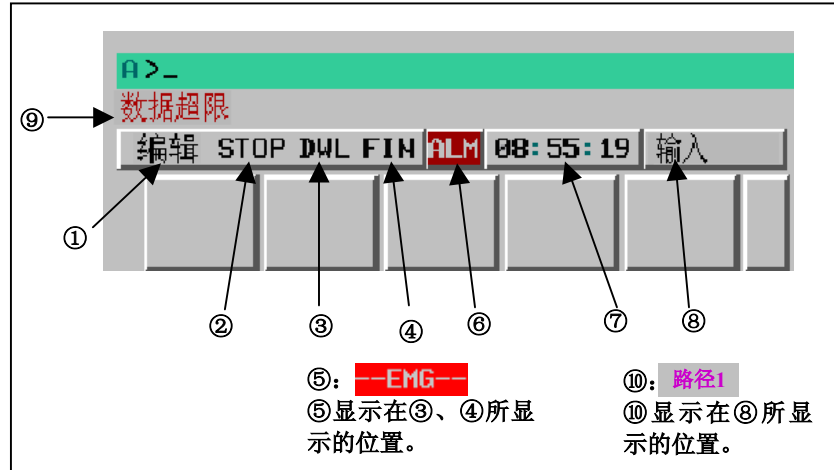 A>_
数据超限
⑨
编辑 STOP DWL FIN ALM 08:55:19 输入
①
② ③ ④ ⑥ ⑦ ⑧
⑤：--EMG--
⑤显示在③、④所显
示的位置。
⑩：路径1
⑩显示在⑧所显
示的位置。